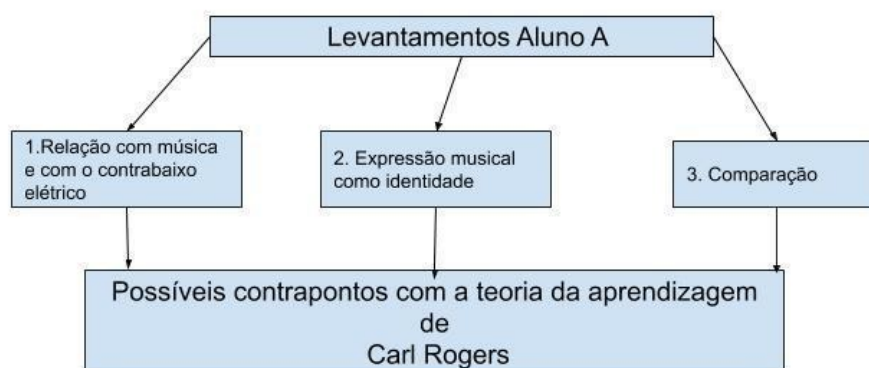 Levantamentos Aluno A
1.Relação com música
e com o contrabaixo
elétrico
2. Expressão musical
como identidade
3. Comparação
Possíveis contrapontos com a teoria da aprendizagem
de
Carl Rogers